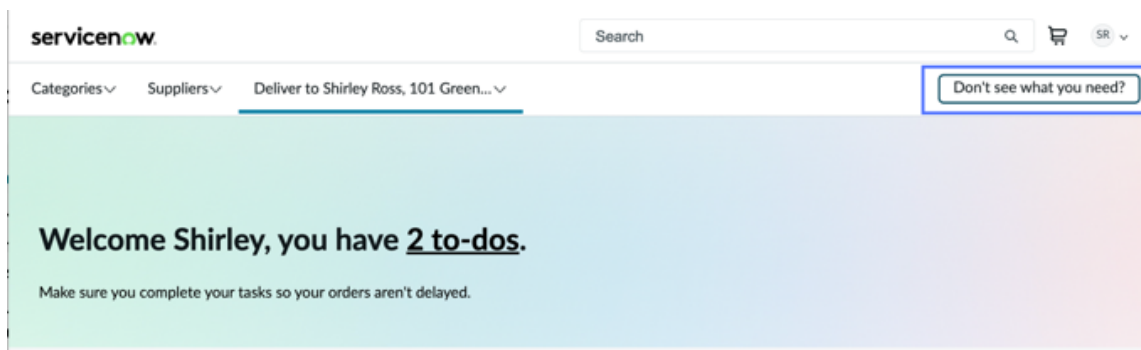 servicenow.
Search
SR
Categories Suppliers Deliver to Shirley Ross, 101 Green...
Don't see what you need?
Welcome Shirley, you have 2 to-dos.
Make sure you complete your tasks so your orders aren't delayed.